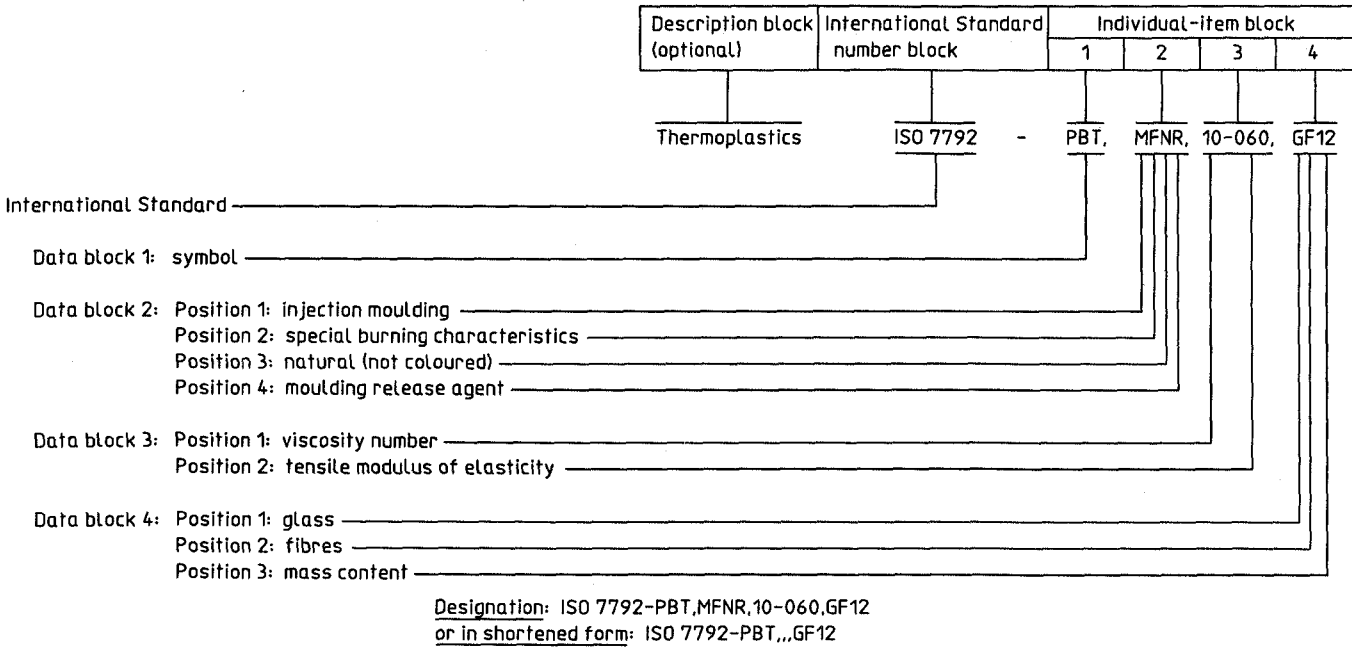 Description block International Standard Individual-item block
(optional) number block 1 2 3 4
Thermoplastics ISO 7792 - PBT, MFNR, 10-060, GF12
International Standard
Data block 1: symbol
Data block 2: Position 1: injection moulding
Position 2: special burning characteristics
Position 3: natural (not coloured)
Position 4: moulding release agent
Data block 3: Position 1: viscosity number
Position 2: tensile modulus of elasticity
Data block 4: Position 1: glass
Position 2: fibres
Position 3: mass content
Designation: ISO 7792-PBT,MFNR,10-060,GF12
or in shortened form: ISO 7792-PBT,,,GF12